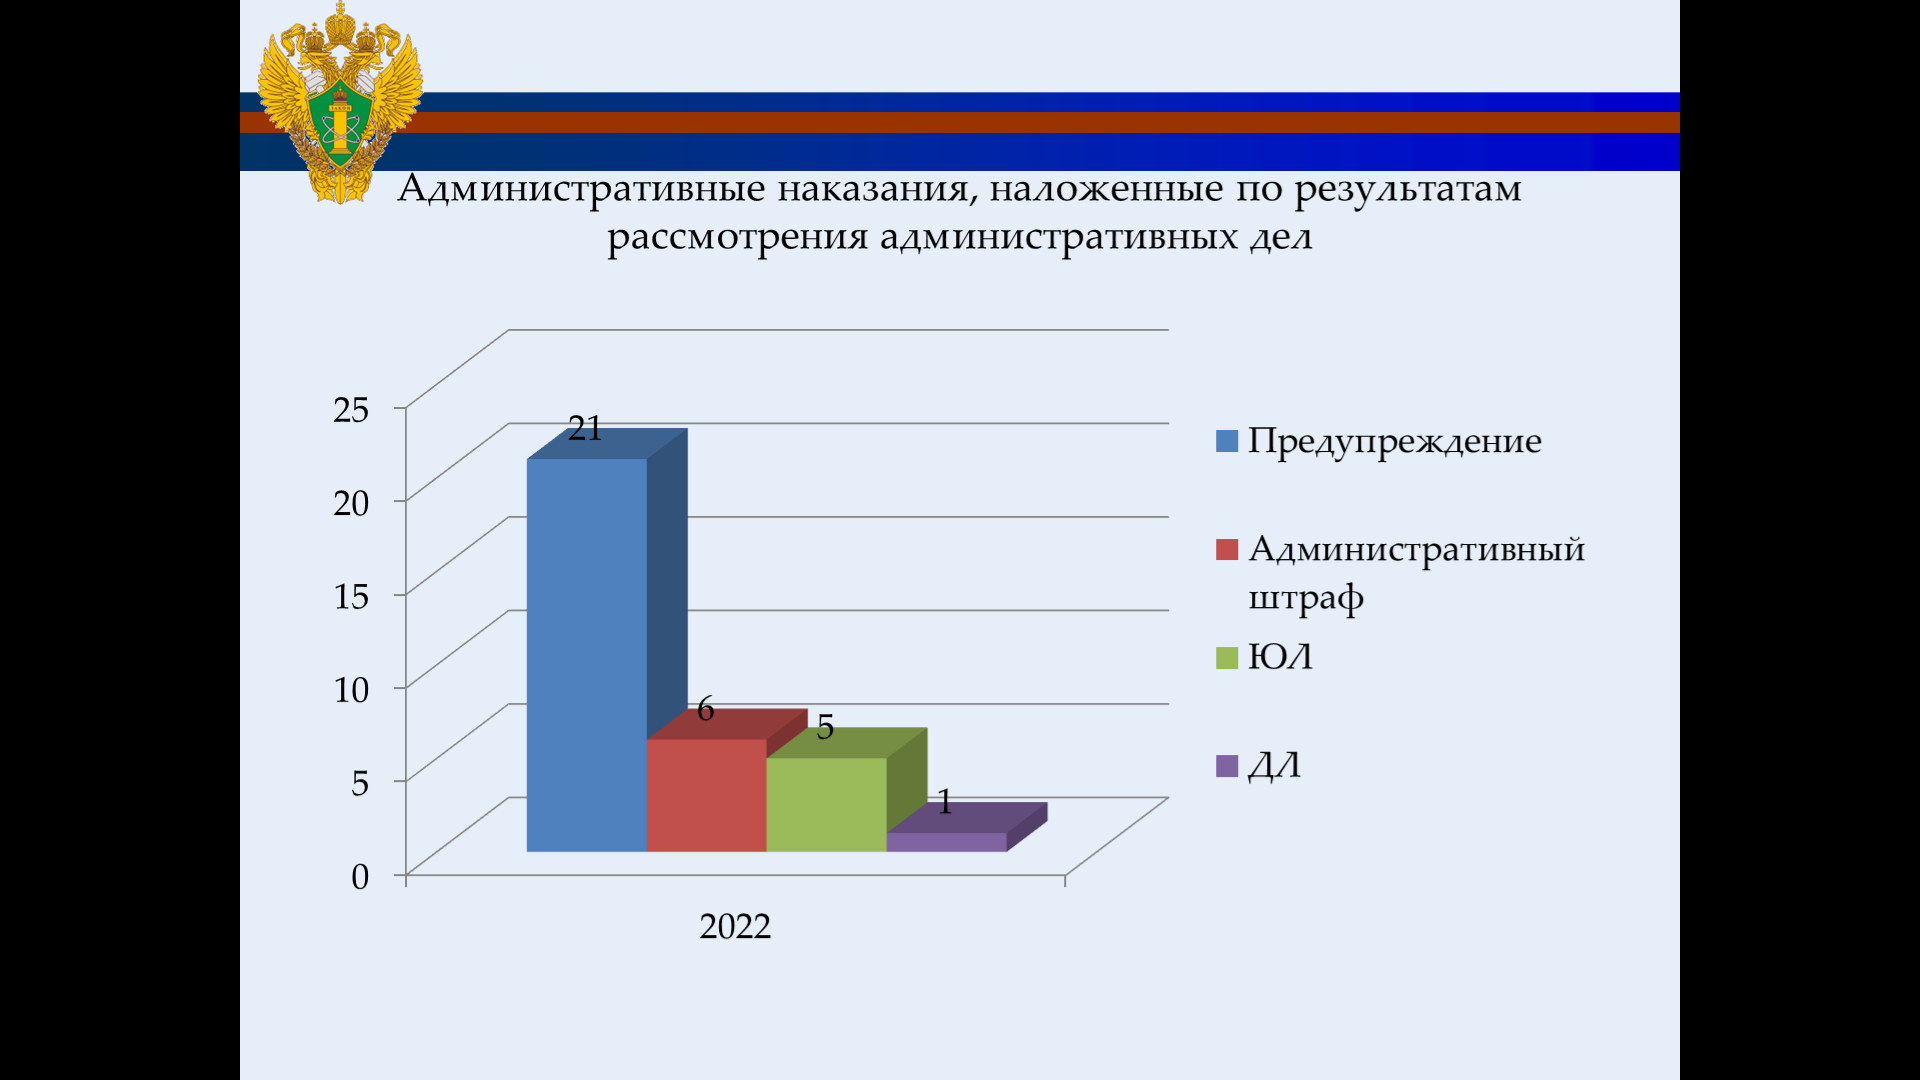 Административные наказания, наложенные по результатам
рассмотрения административных дел
25
20
15
10
5
0
21
6
5
1
2022
Предупреждение
Административный
штраф
ЮЛ
ДЛ